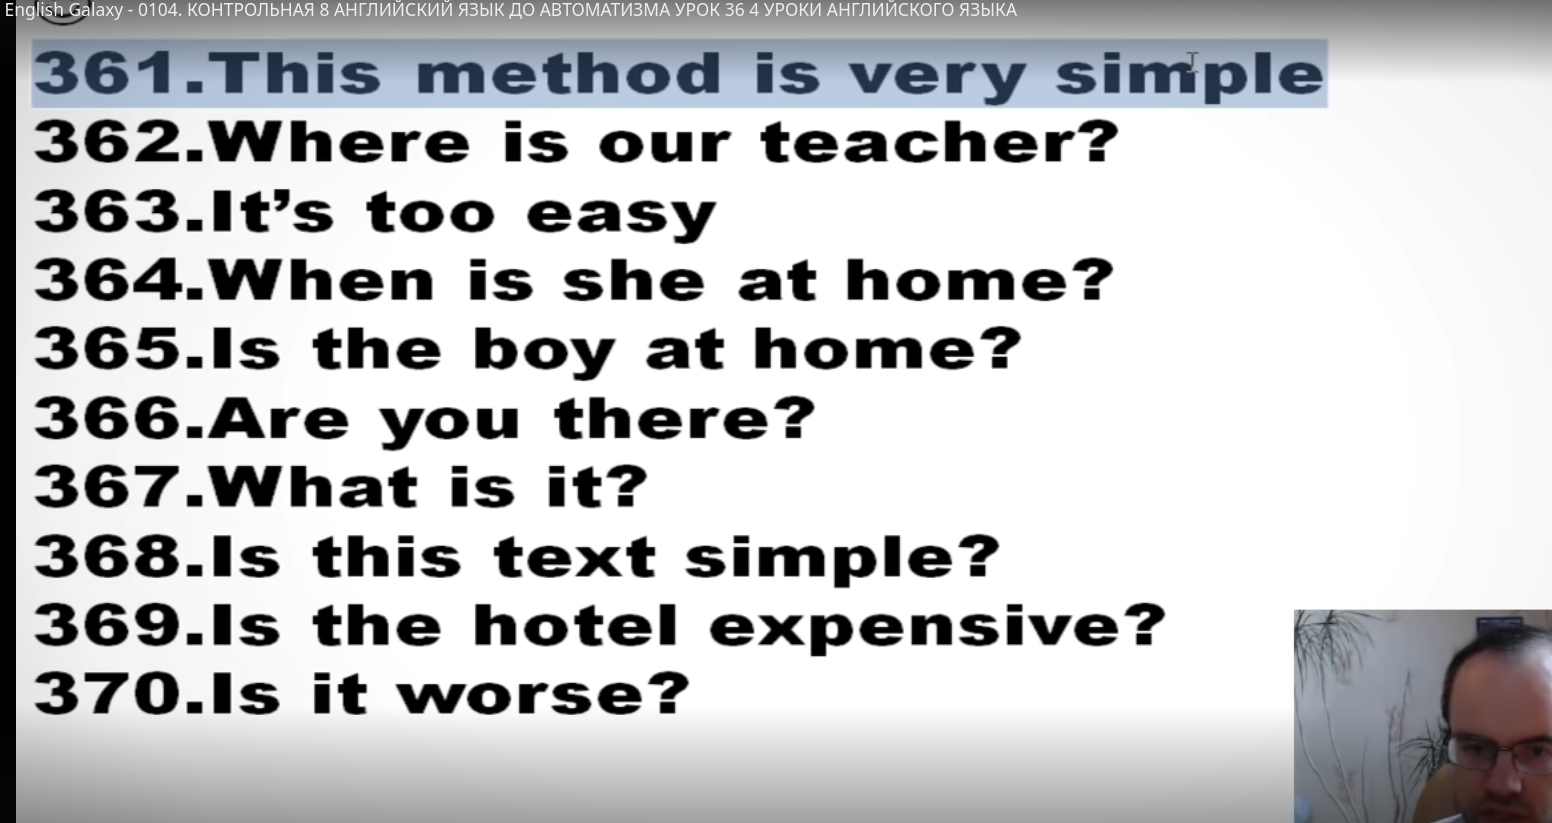 English Galaxy - 0104. КОНТРОЛЬНАЯ 8 АНГЛИЙСКИЙ ЯЗЫК ДО АВТОМАТИЗМА УРОК 36 4 УРОКИ АНГЛИЙСКОГО ЯЗЫКА
361.This method is very simple
362.Where is our teacher?
363.It’s too easy
364.When is she at home?
365.Is the boy at home?
366.Are you there?
367.What is it?
368.Is this text simple?
369.Is the hotel expensive?
370.Is it worse?